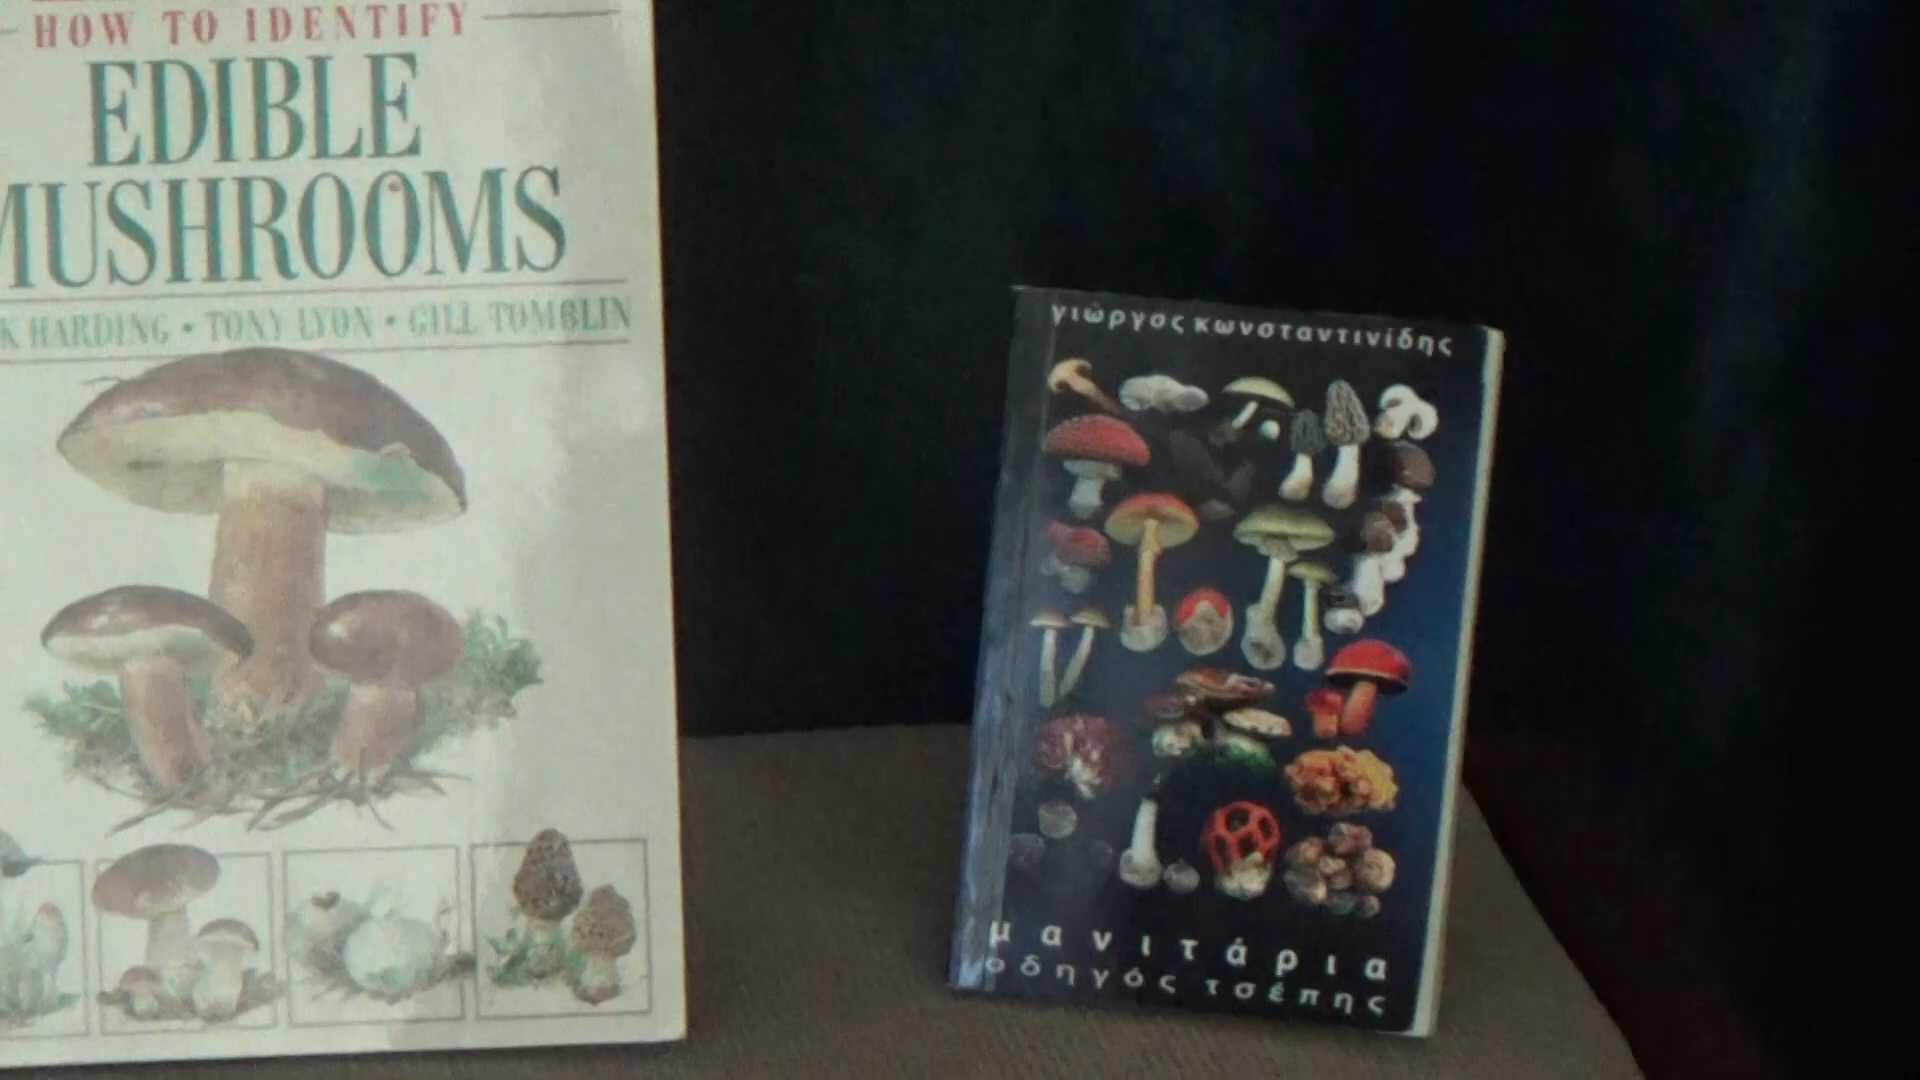 HOW TO IDENTIFY
EDIBLE
MUSHROOMS
K HARDING • TONY LYON • GILL TOMBLIN
γιώργος κωνσταντινίδης
μανιτάρια
οδηγός τσέπης